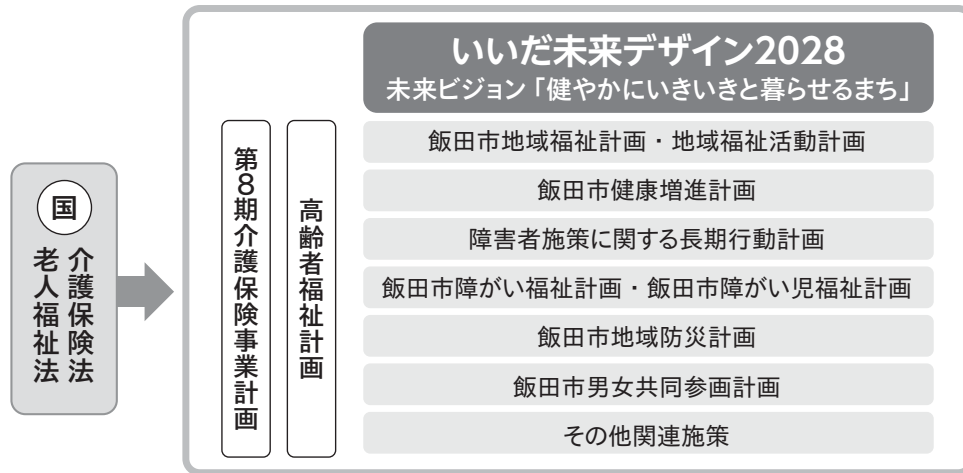 いいだ未来デザイン2028
未来ビジョン「健やかにいきいきと暮らせるまち」
国
介護保険法
老人福祉法
第8期介護保険事業計画
高齢者福祉計画
飯田市地域福祉計画・地域福祉活動計画
飯田市健康増進計画
障害者施策に関する長期行動計画
飯田市障がい福祉計画・飯田市障がい児福祉計画
飯田市地域防災計画
飯田市男女共同参画計画
その他関連施策